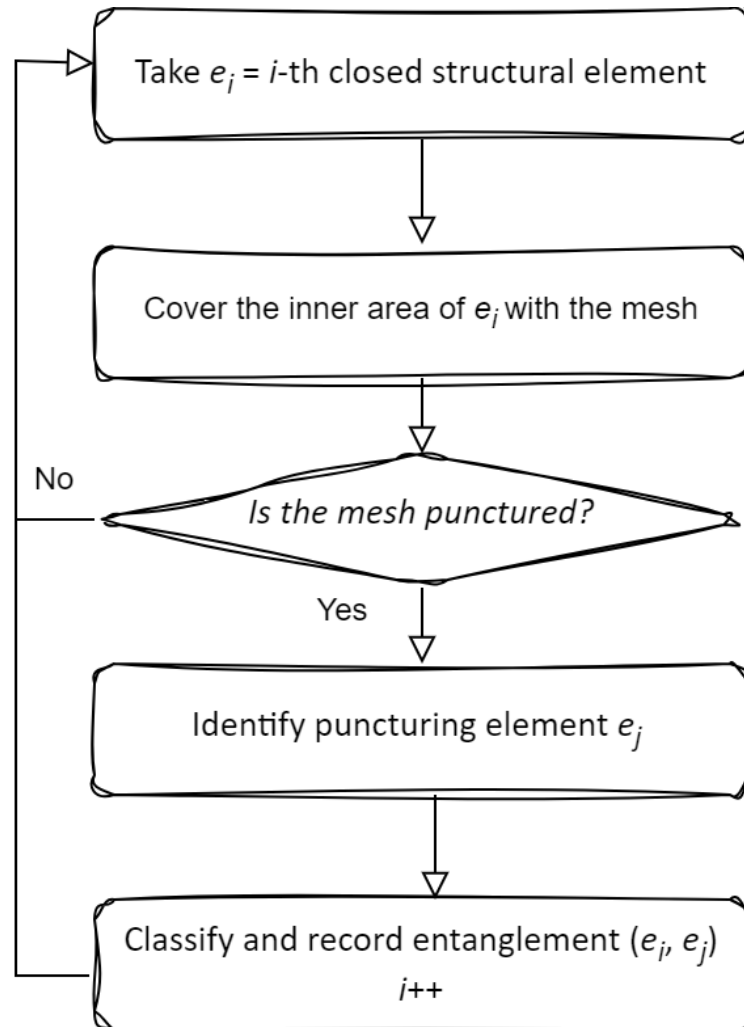 Take e_i = i-th closed structural element
Cover the inner area of e_i with the mesh
No
Is the mesh punctured?
Yes
Identify puncturing element e_j
Classify and record entanglement (e_i, e_j)
i++